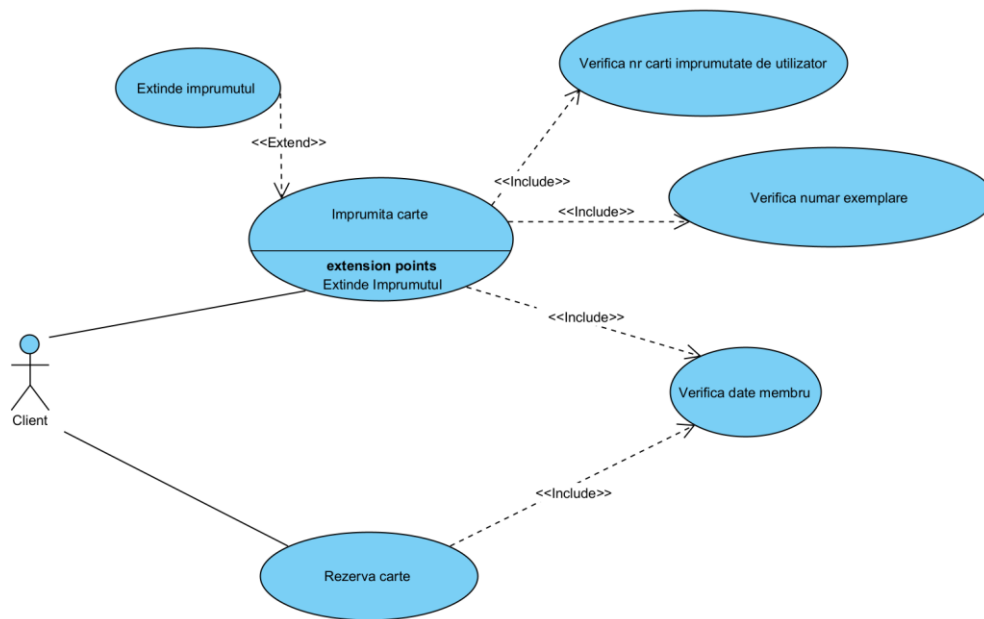 Verifica nr carti imprumutate de utilizator
Extinde imprumutul
<<Extend>>
<<Include>>
Verifica numar exemplare
Imprumita carte
<<Include>>
extension points
Extinde Imprumutul
<<Include>>
Verifica date membru
Client
<<Include>>
Rezerva carte